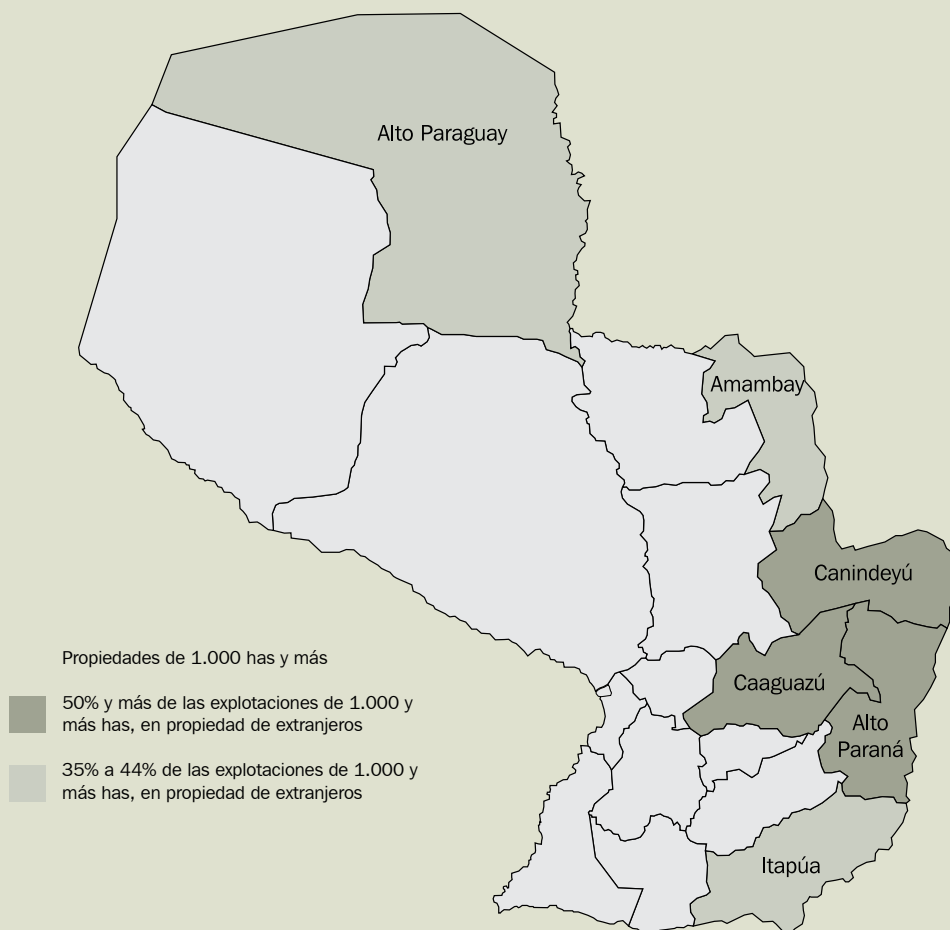 Alto Paraguay
Amambay
Canindeyú
Propiedades de 1.000 has y más
50% y más de las explotaciones de 1.000 y
más has, en propiedad de extranjeros
35% a 44% de las explotaciones de 1.000 y
más has, en propiedad de extranjeros
Caaguazú
Alto
Paraná
Itapúa